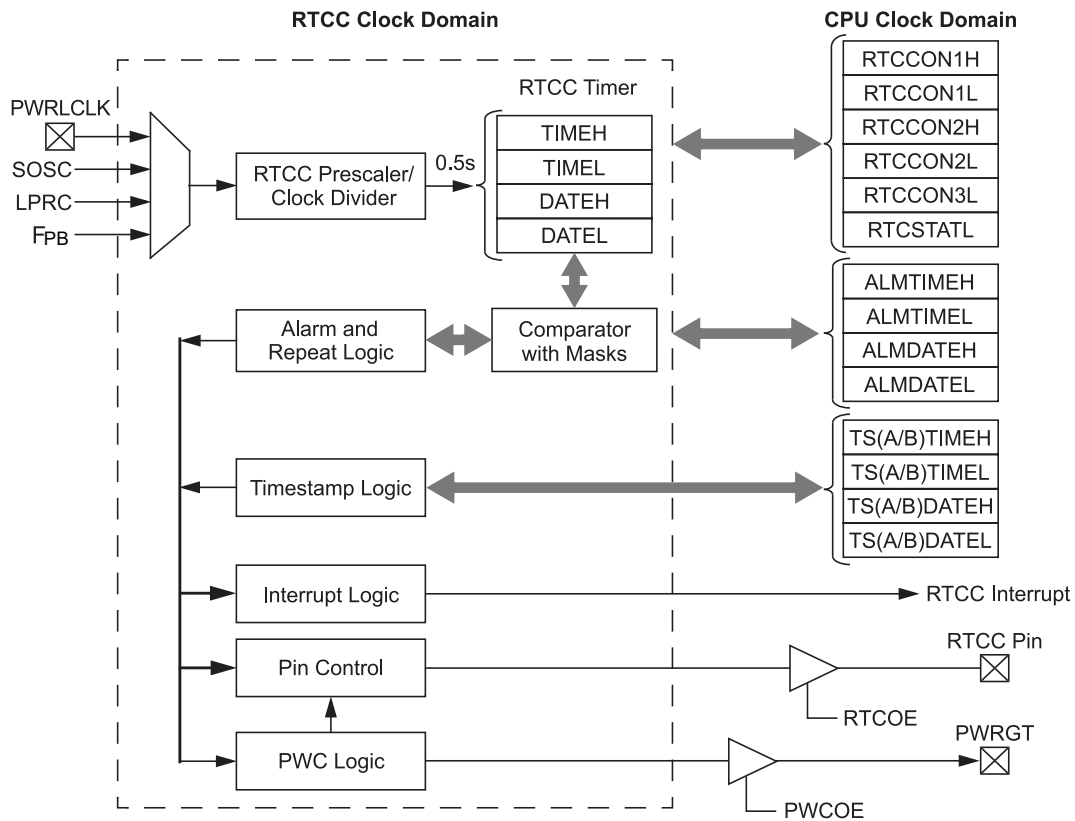 RTCC Clock Domain
CPU Clock Domain
PWRLCLK
SOSC
LPRC
FPB
RTCC Prescaler/
Clock Divider
0.5s
RTCC Timer
TIMEH
TIMEL
DATEH
DATEL
RTCCON1H
RTCCON1L
RTCCON2H
RTCCON2L
RTCCON3L
RTCSTATL
Alarm and
Repeat Logic
Comparator
with Masks
ALMTIMEH
ALMTIMEL
ALMDATEH
ALMDATEL
Timestamp Logic
TS(A/B)TIMEH
TS(A/B)TIMEL
TS(A/B)DATEH
TS(A/B)DATEL
Interrupt Logic
RTCC Interrupt
Pin Control
RTCC Pin
RTCOE
PWC Logic
PWRGT
PWCOE